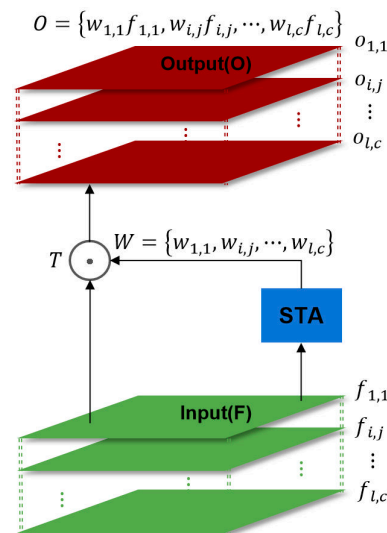 O = {w_{1,1}f_{1,1}, w_{i,j}f_{i,j}, ⋯, w_{l,c}f_{l,c}}
Output(O)
o_{1,1}
o_{i,j}
⋮
o_{l,c}
T
W = {w_{1,1}, w_{i,j}, ⋯, w_{l,c}}
STA
Input(F)
f_{1,1}
f_{i,j}
⋮
f_{l,c}